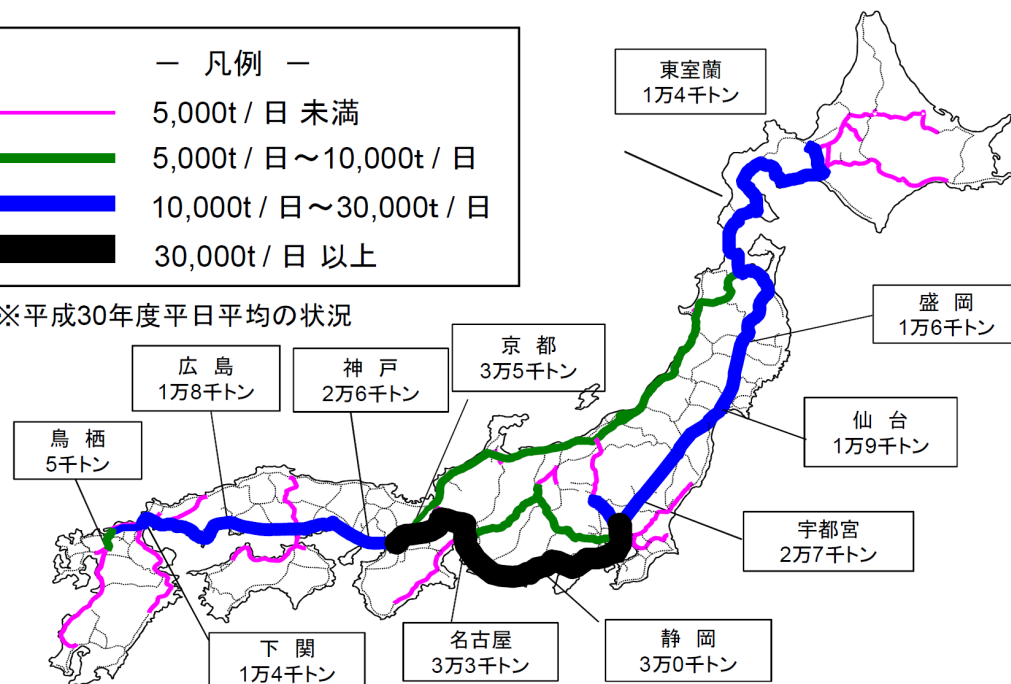 ― 凡例 ―
5,000t / 日 未満
5,000t / 日~10,000t / 日
10,000t / 日~30,000t / 日
30,000t / 日 以上
※平成30年度平日平均の状況
東室蘭
1万4千トン
盛 岡
1万6千トン
仙 台
1万9千トン
宇都宮
2万7千トン
京 都
3万5千トン
神 戸
2万6千トン
広 島
1万8千トン
鳥 栖
5千トン
下 関
1万4千トン
名古屋
3万3千トン
静 岡
3万0千トン